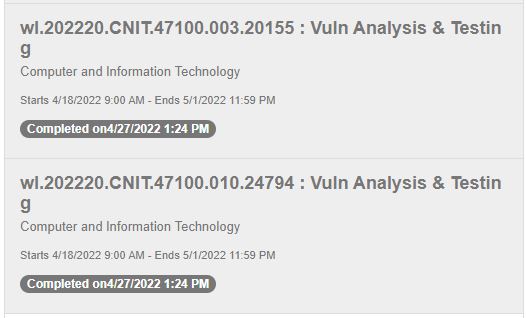 wl.202220.CNIT.47100.003.20155 : Vuln Analysis & Testin
g
Computer and Information Technology
Starts 4/18/2022 9:00 AM - Ends 5/1/2022 11:59 PM
Completed on4/27/2022 1:24 PM
wl.202220.CNIT.47100.010.24794 : Vuln Analysis & Testin
g
Computer and Information Technology
Starts 4/18/2022 9:00 AM - Ends 5/1/2022 11:59 PM
Completed on4/27/2022 1:24 PM